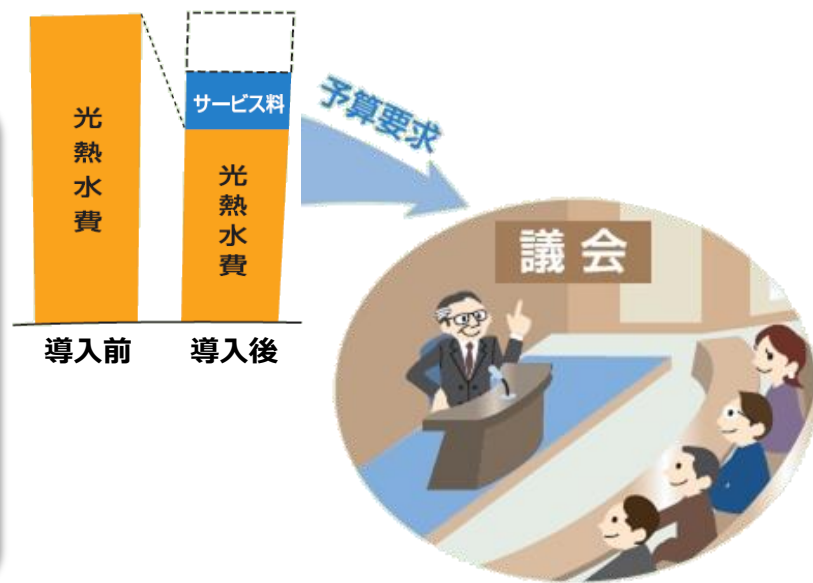 光熱水費
サービス料
光熱水費
導入前
導入後
予算要求
議会